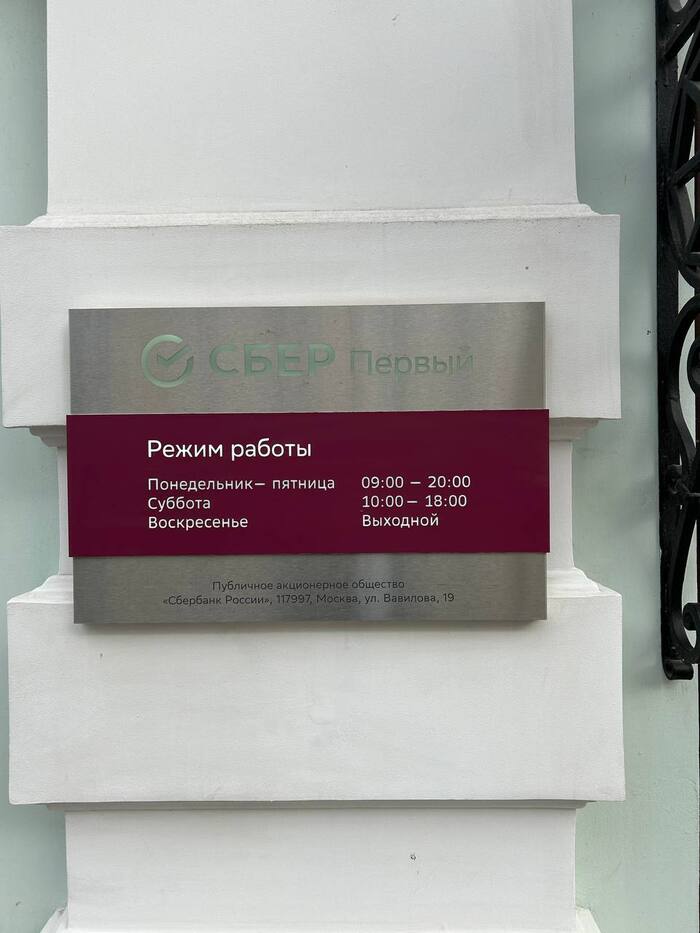 СБЕР Первый
Режим работы
Понедельник— пятница 09:00 — 20:00
Суббота 10:00— 18:00
Воскресенье Выходной
Публичное акционерное общество
«Сбербанк России», 117997, Москва, ул. Вавилова, 19